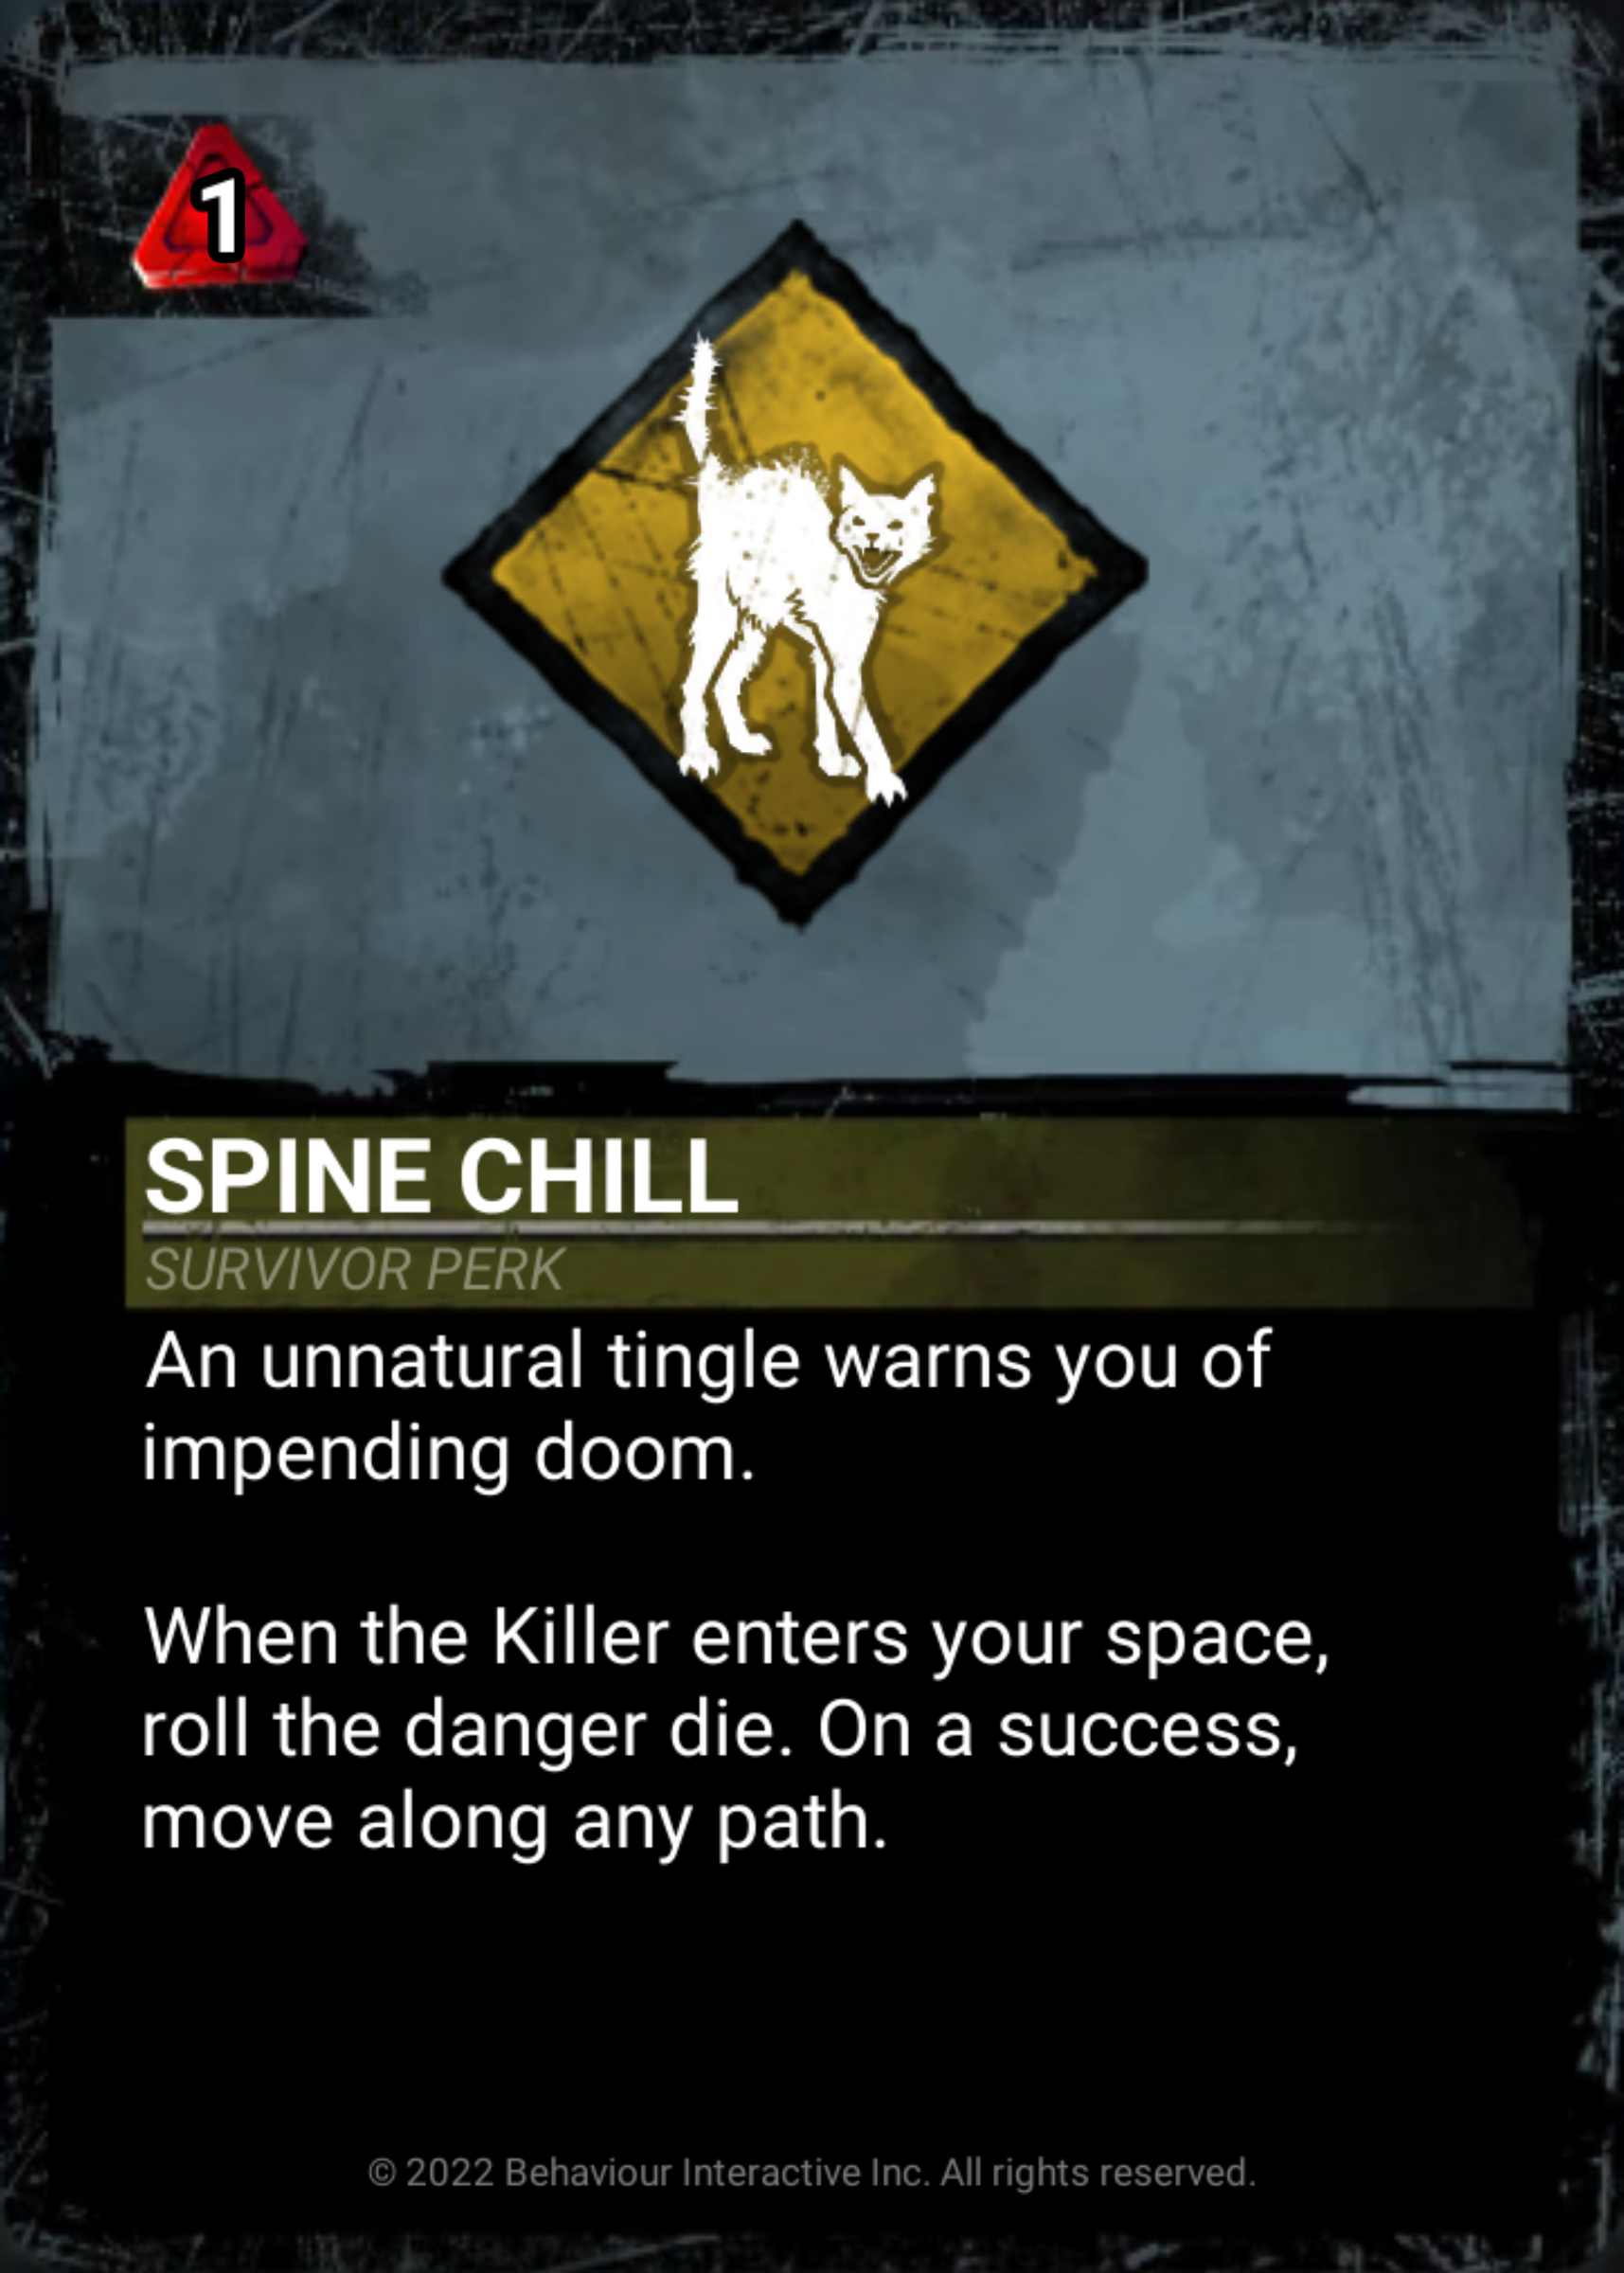 1
SPINE CHILL
SURVIVOR PERK
An unnatural tingle warns you of
impending doom.
When the Killer enters your space,
roll the danger die. On a success,
move along any path.
© 2022 Behaviour Interactive Inc. All rights reserved.